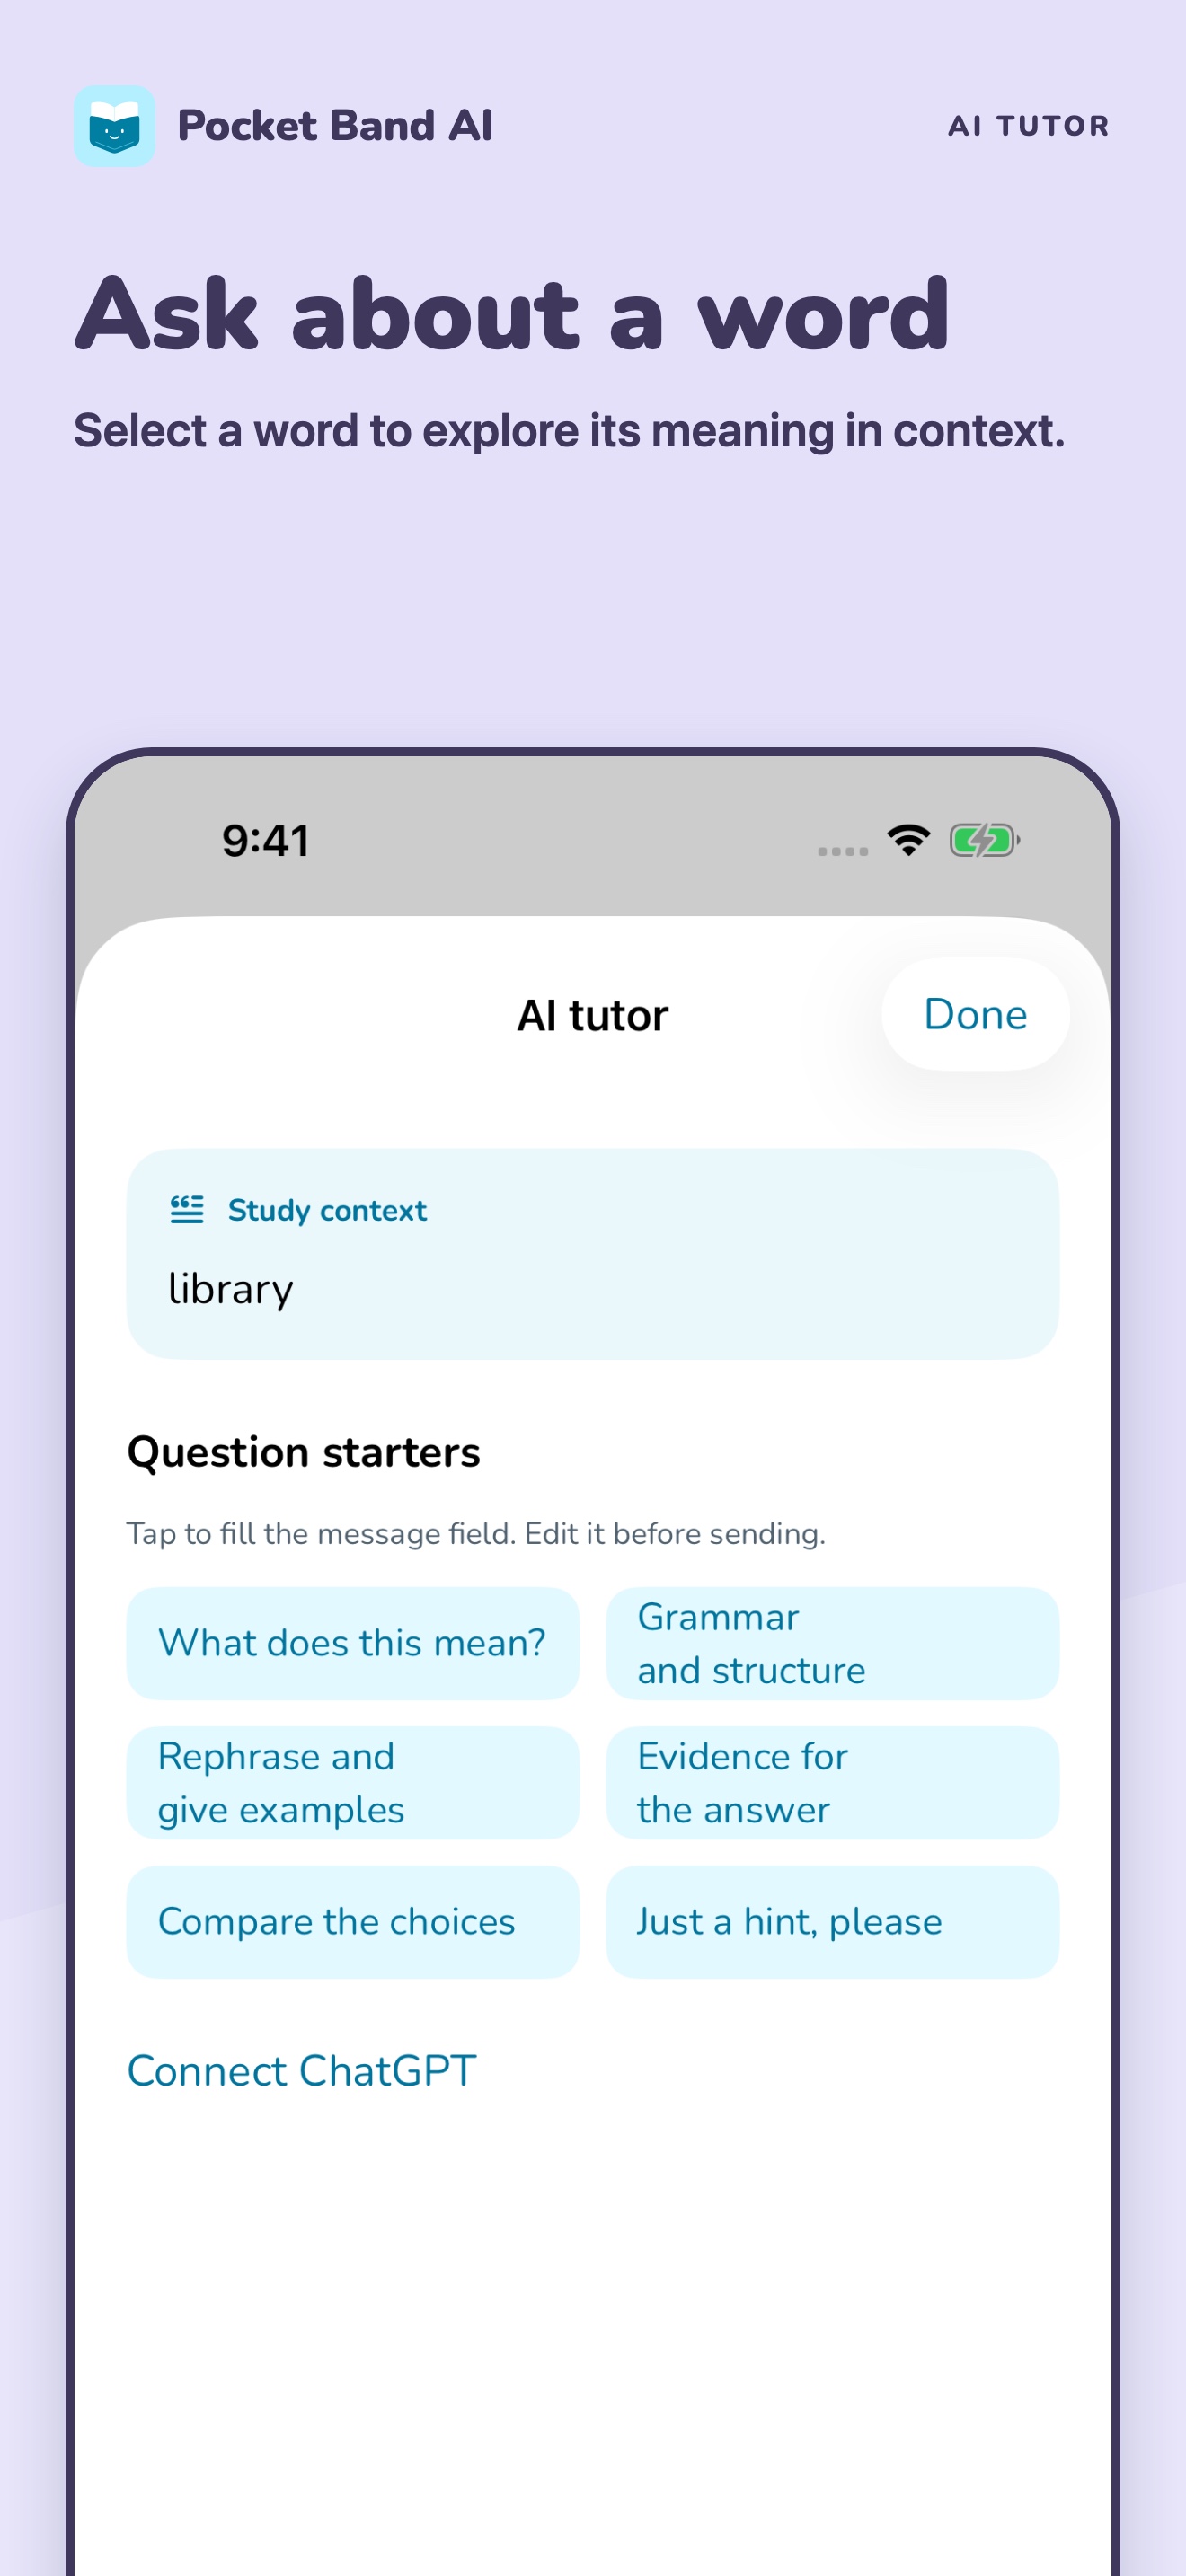 Pocket Band AI
AI TUTOR
Ask about a word
Select a word to explore its meaning in context.
9:41
AI tutor
Done
Study context
library
Question starters
Tap to fill the message field. Edit it before sending.
What does this mean?
Grammar
and structure
Rephrase and
give examples
Evidence for
the answer
Compare the choices
Just a hint, please
Connect ChatGPT